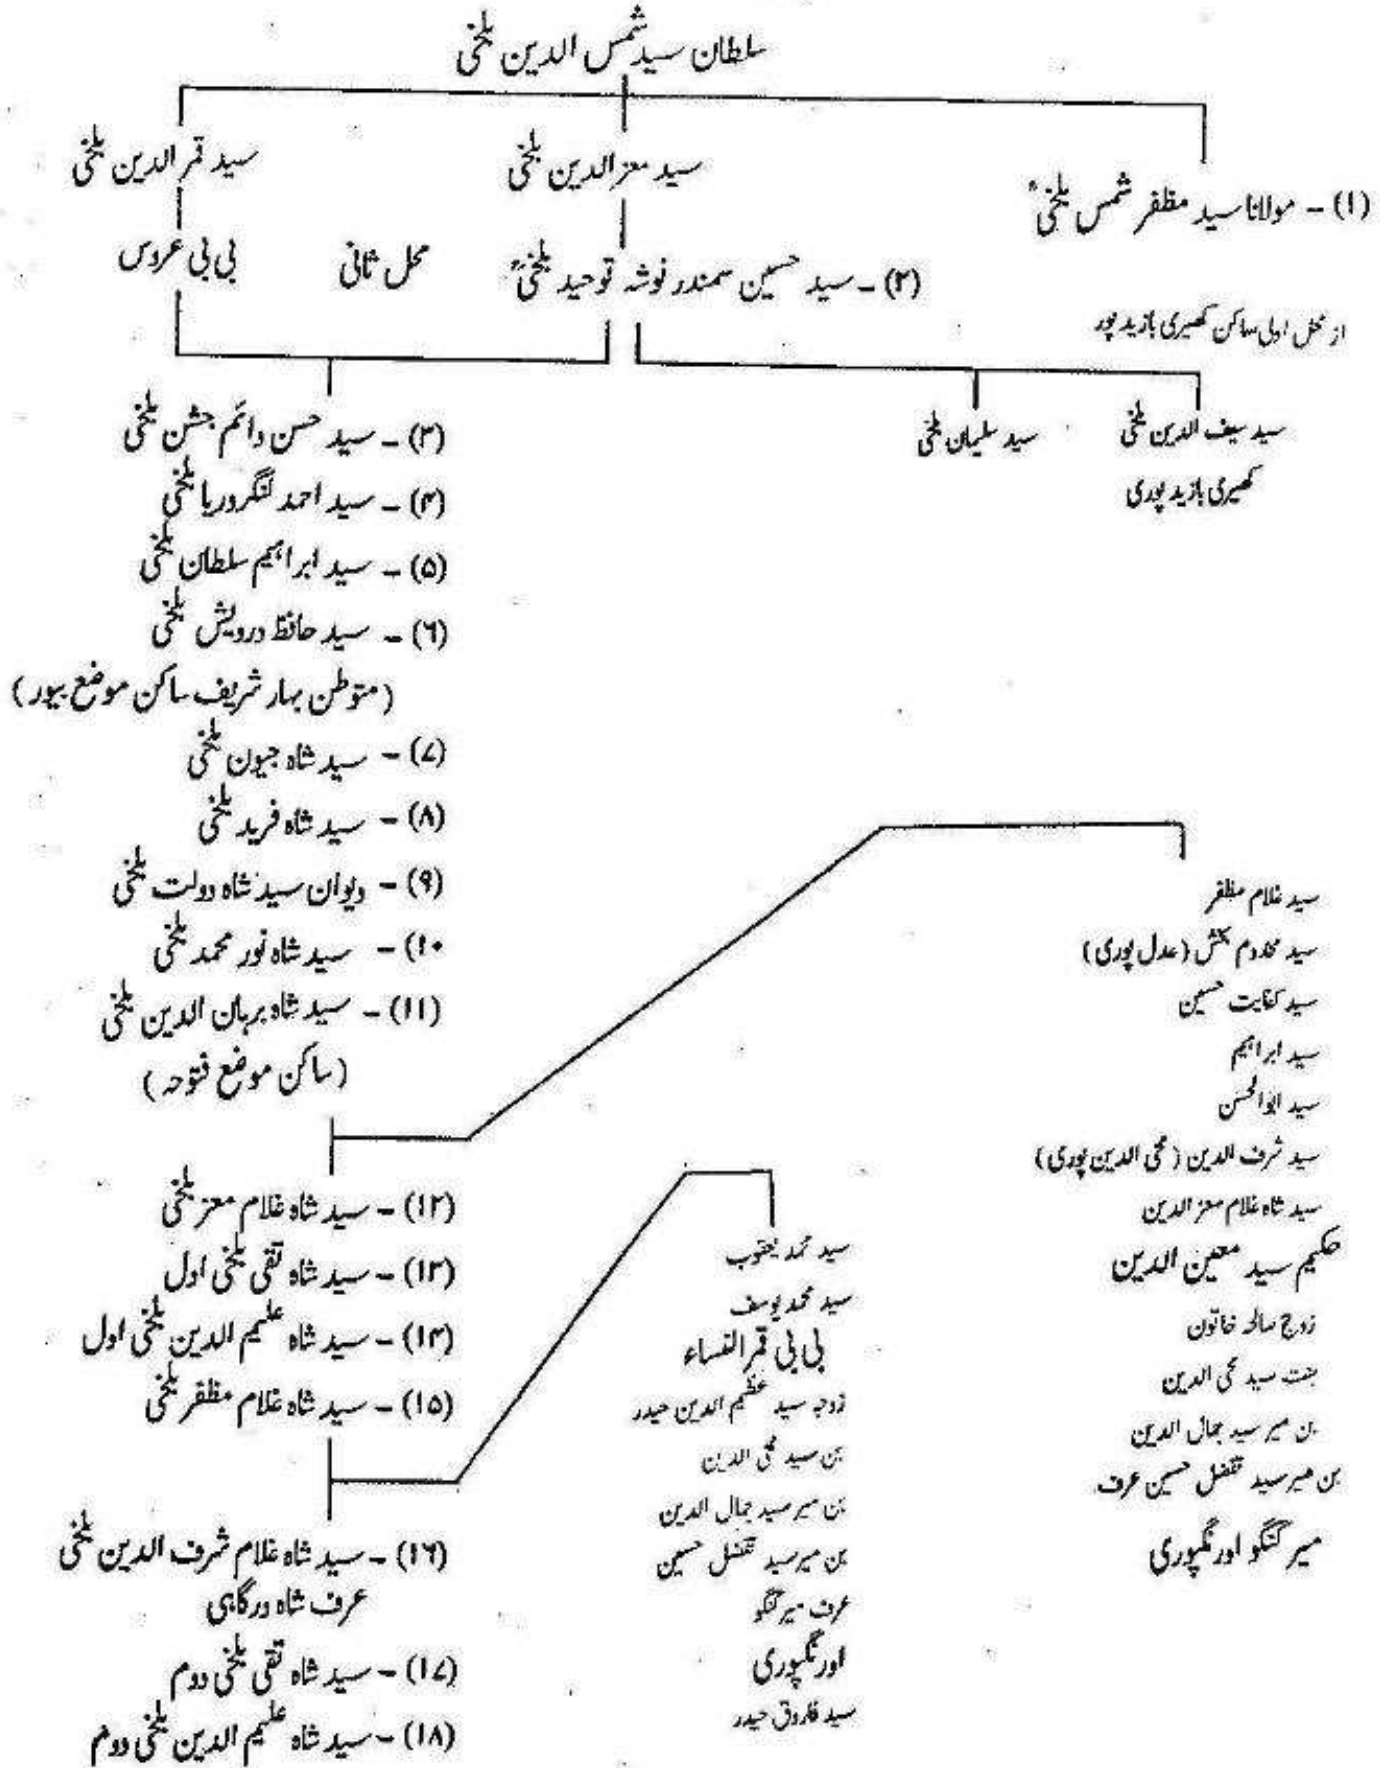 سلطان سید شمس الدین بلخی
سید قمر الدین بلخی
سید معز الدین بلخی
(۱) - مولانا سید مظفر شمس بلخیؒ
بی بی عروس
محل ثانی
(۲) - سید حسین سمندر نوشہ توحید بلخیؒ
از محل اولی ساکن کھیری بازید پور
سید سیف الدین بلخی
کھیری بازید پوری
سید سلیمان بلخی
(۳) - سید حسن دائم جشن بلخی
(۴) - سید احمد لنگر دریا بلخی
(۵) - سید ابراہیم سلطان بلخی
(۶) - سید حافظ درویش بلخی
(متوطن بہار شریف ساکن موضع بیور)
(۷) - سید شاہ جیون بلخی
(۸) - سید شاہ فرید بلخی
(۹) - دیوان سید شاہ دولت بلخی
۱۰) - سید شاہ نور محمد بلخی
(۱۱) - سید شاہ برہان الدین بلخی
(ساکن موضع فتوحہ)
(۱۲) - سید شاہ غلام معز بلخی
(۱۳) - سید شاہ تقی بلخی اول
(۱۴) - سید شاہ علیم الدین بلخی اول
(۱۵) - سید شاہ غلام مظفر بلخی
(۱۶) - سید شاہ غلام شرف الدین بلخی
عرف شاہ درگاہی
(۱۷) - سید شاہ تقی بلخی دوم
(۱۸) - سید شاہ علیم الدین بلخی دوم
سید غلام مظفر
سید مخدوم بخش (عدل پوری)
سید کفایت حسین
سید ابراہیم
سید ابوالحسن
سید شرف الدین (محی الدین پوری)
سید شاہ غلام معز الدین
حکیم سید معین الدین
زوج صالحہ خاتون
بنت سید محی الدین
بن میر سید جمال الدین
بن میر سید تفضل حسین عرف
میر گنگو اورنگپوری
سید محمد یعقوب
سید محمد یوسف
بی بی قمر النساء
زوجہ سید عظیم الدین حیدر
بن سید محی الدین
بن میر سید جمال الدین
بن میر سید تفضل حسین
عرف میر گنگو
اورنگپوری
سید فاروق حیدر